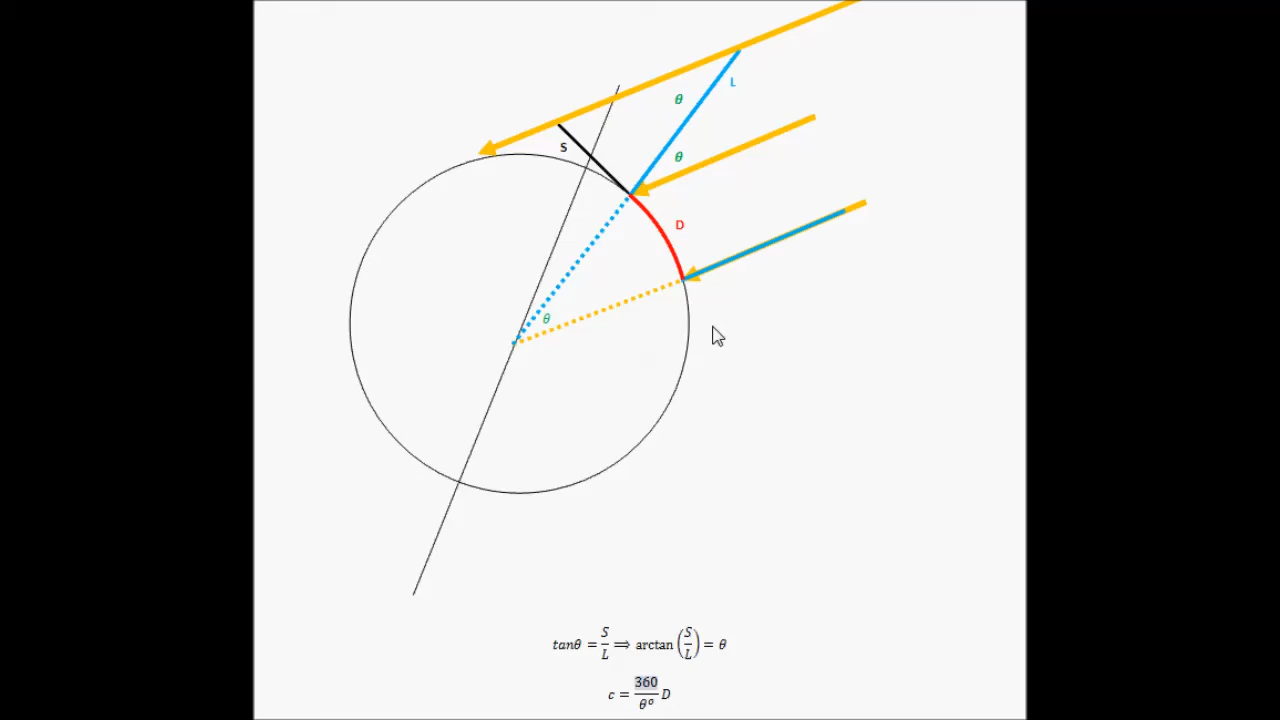 L
θ
S
θ
D
θ
tanθ = S/L ⟹ arctan (S/L) = θ
c = 360/θ° D